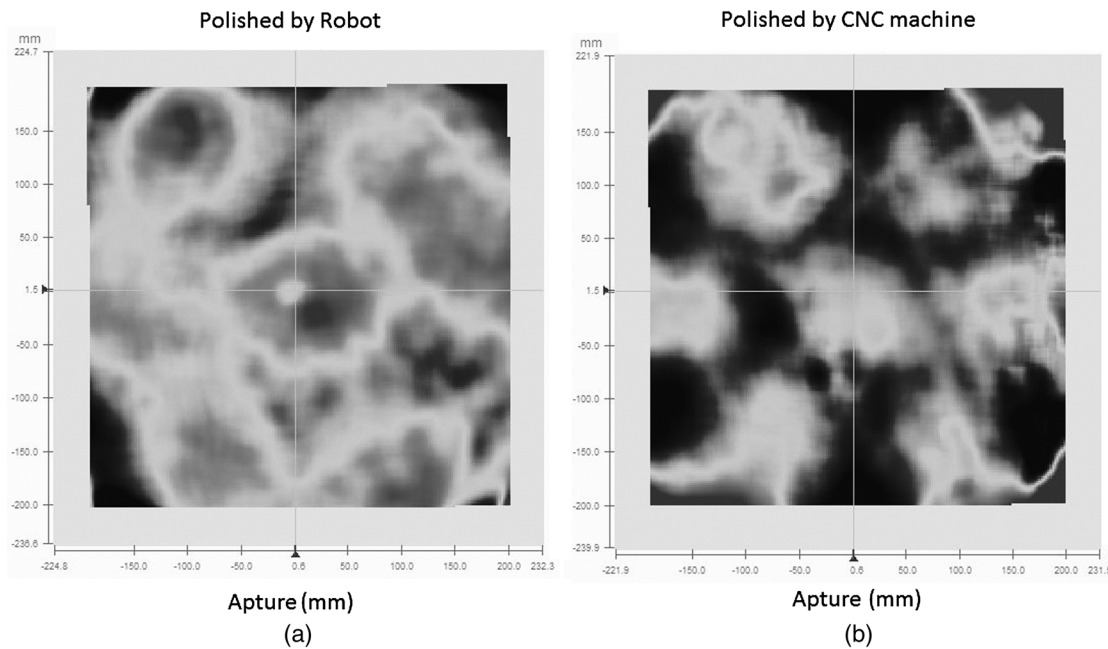 Polished by Robot
mm
224.7
150.0
100.0
50.0
1.5
-50.0
-100.0
-150.0
-200.0
-236.6
-224.8 -150.0 -100.0 -50.0 0.6 50.0 100.0 150.0 200.0 232.3
Apture (mm)
(a)
Polished by CNC machine
mm
221.9
150.0
100.0
50.0
1.5
-50.0
-100.0
-150.0
-200.0
-239.9
-221.9 -150.0 -100.0 -50.0 0.6 50.0 100.0 150.0 200.0 231.5
Apture (mm)
(b)